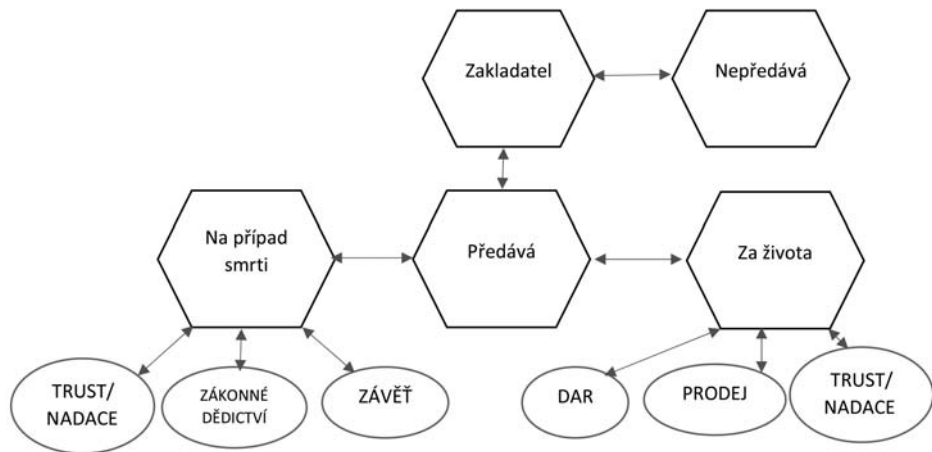 Zakladatel
Nepředává
Na případ
smrti
Předává
Za života
TRUST/
NADACE
ZÁKONNÉ
DĚDICTVÍ
ZÁVĚŤ
DAR
PRODEJ
TRUST/
NADACE